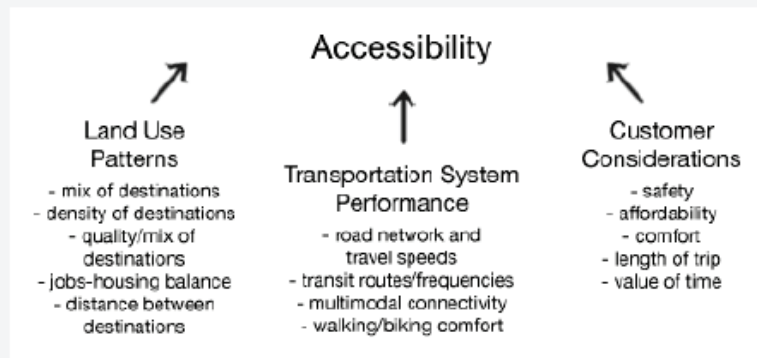 Accessibility
Land Use
Patterns
- mix of destinations
- density of destinations
- quality/mix of
destinations
- jobs-housing balance
- distance between
destinations
Transportation System
Performance
- road network and
travel speeds
- transit routes/frequencies
- multimodal connectivity
- walking/biking comfort
Customer
Considerations
- safety
- affordability
- comfort
- length of trip
- value of time